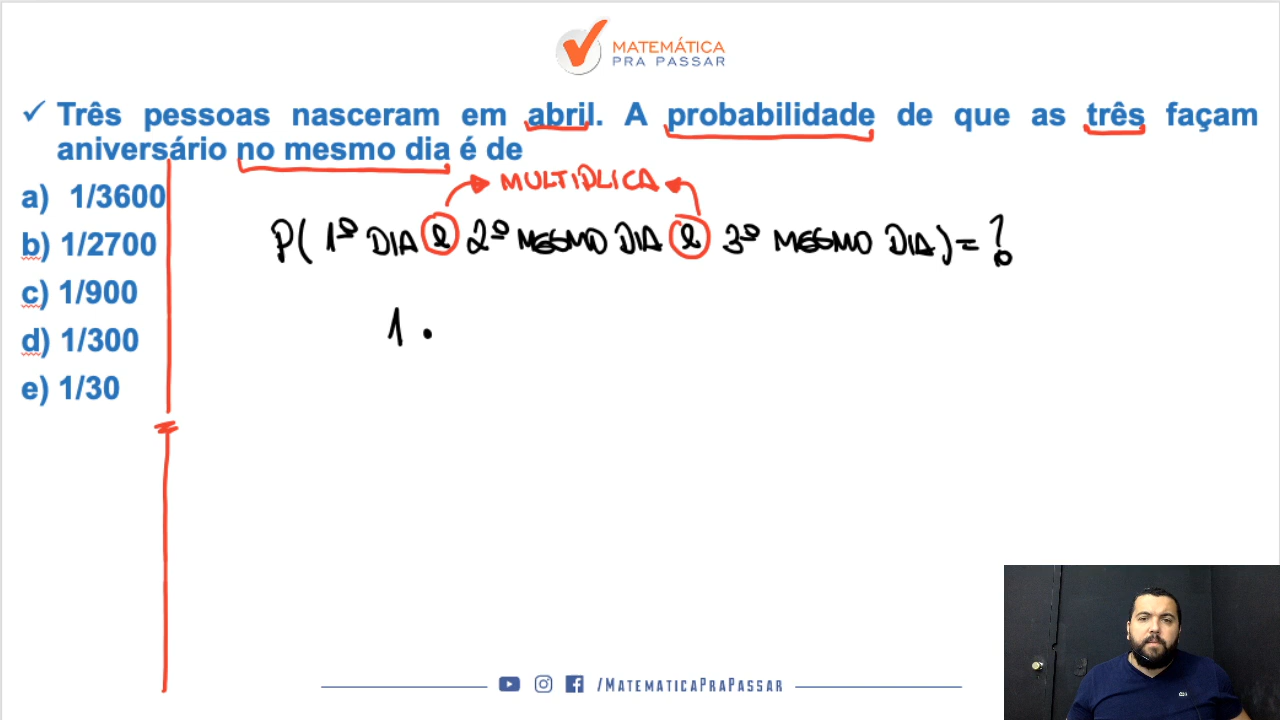 MATEMÁTICA
PRA PASSAR
✓ Três pessoas nasceram em abril. A probabilidade de que as três façam
aniversário no mesmo dia é de
a) 1/3600
b) 1/2700
c) 1/900
d) 1/300
e) 1/30
MULTIPLICA
P( 1º DIA e 2º MESMO DIA e 3º MESMO DIA) = ?
1 •
/MATEMATICAPRAPASSAR